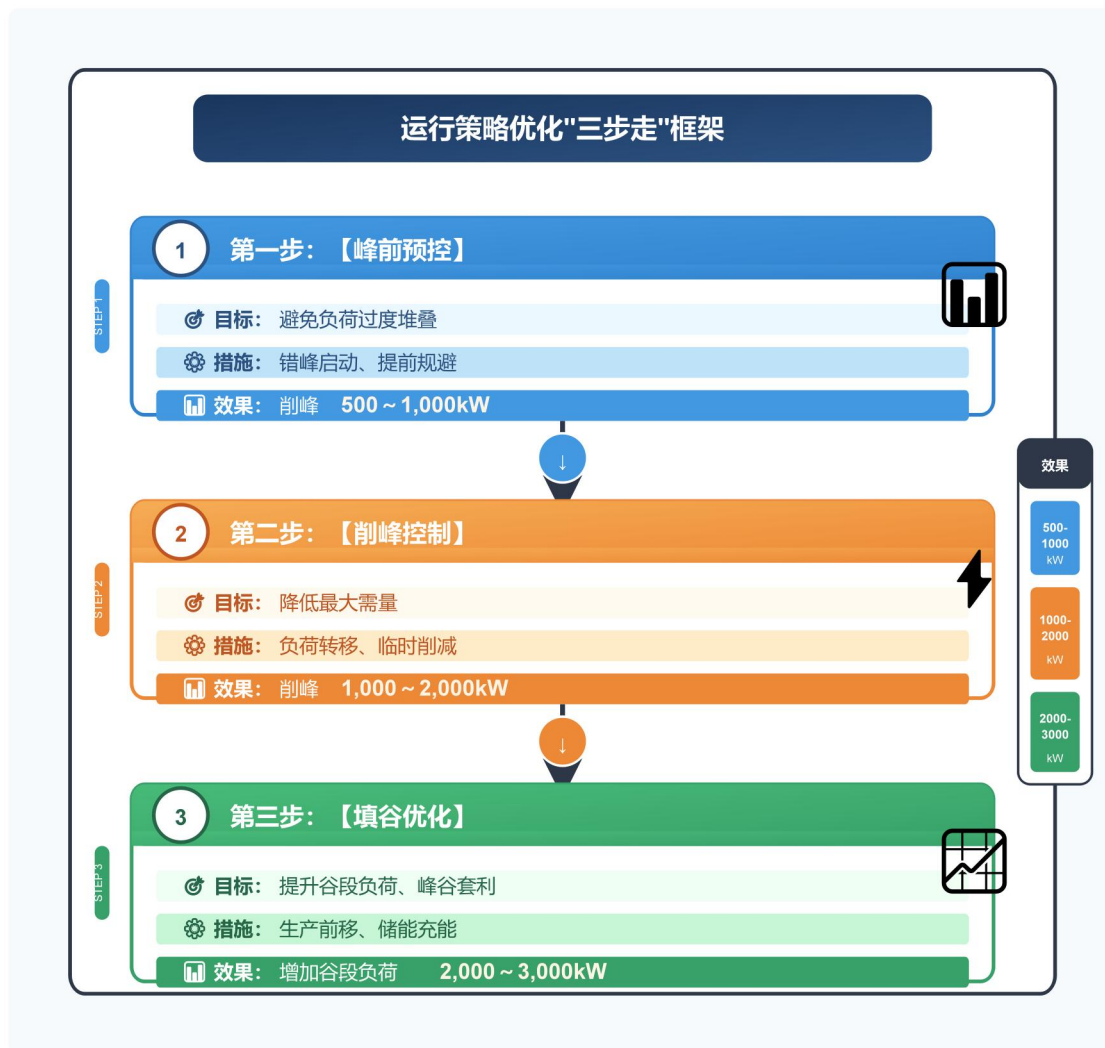 运行策略优化"三步走"框架
1 第一步：【峰前预控】
STEP 1
目标： 避免负荷过度堆叠
措施： 错峰启动、提前规避
效果： 削峰 500～1,000kW
↓
2 第二步：【削峰控制】
STEP 2
目标： 降低最大需量
措施： 负荷转移、临时削减
效果： 削峰 1,000～2,000kW
↓
3 第三步：【填谷优化】
STEP 3
目标： 提升谷段负荷、峰谷套利
措施： 生产前移、储能充能
效果： 增加谷段负荷 2,000～3,000kW
效果
500-
1000
kW
1000-
2000
kW
2000-
3000
kW